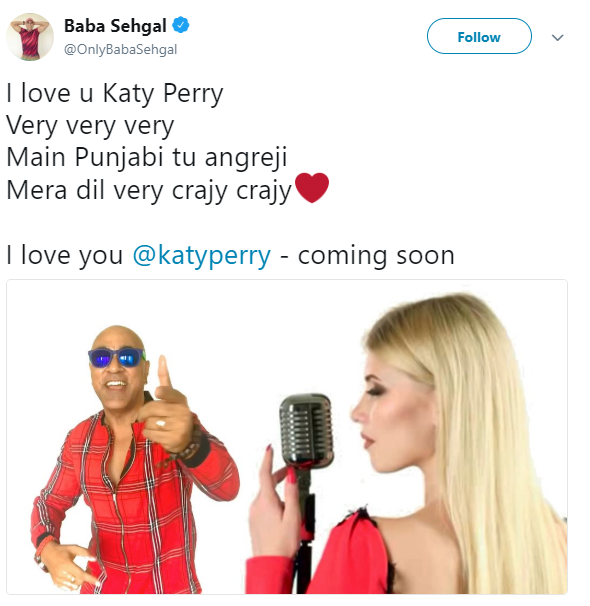 Baba Sehgal
@OnlyBabaSehgal
Follow
I love u Katy Perry
Very very very
Main Punjabi tu angreji
Mera dil very crajy crajy❤
I love you @katyperry - coming soon